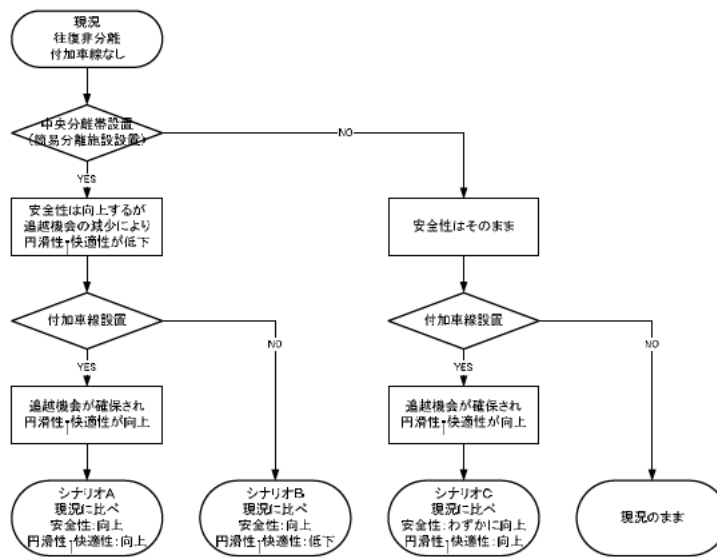 現況
往復非分離
付加車線なし
中央分離帯設置
(簡易分離施設設置)
NO
YES
安全性は向上するが
追越機会の減少により
円滑性・快適性が低下
安全性はそのまま
付加車線設置
付加車線設置
NO
NO
YES
YES
追越機会が確保され
円滑性・快適性が向上
追越機会が確保され
円滑性・快適性が向上
シナリオA
現況に比べ
安全性:向上
円滑性・快適性:向上
シナリオB
現況に比べ
安全性:向上
円滑性・快適性:低下
シナリオC
現況に比べ
安全性:わずかに向上
円滑性・快適性:向上
現況のまま